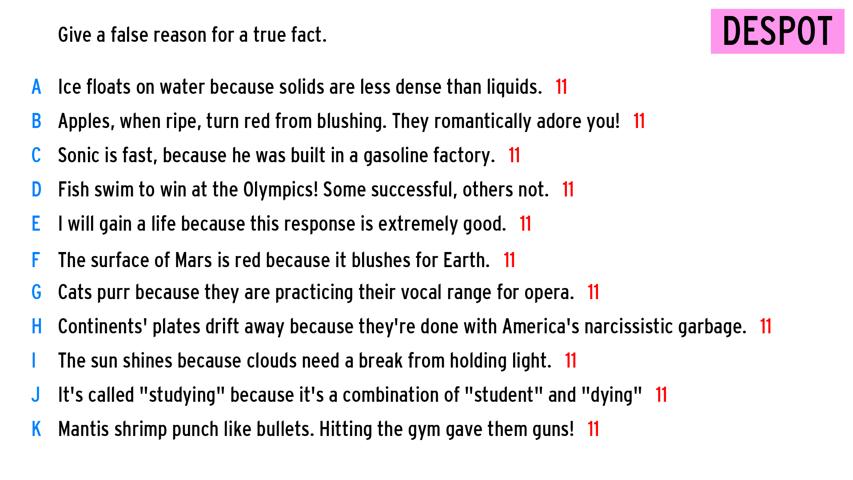 Give a false reason for a true fact.
DESPOT
A Ice floats on water because solids are less dense than liquids. 11
B Apples, when ripe, turn red from blushing. They romantically adore you! 11
C Sonic is fast, because he was built in a gasoline factory. 11
D Fish swim to win at the Olympics! Some successful, others not. 11
E I will gain a life because this response is extremely good. 11
F The surface of Mars is red because it blushes for Earth. 11
G Cats purr because they are practicing their vocal range for opera. 11
H Continents' plates drift away because they're done with America's narcissistic garbage. 11
I The sun shines because clouds need a break from holding light. 11
J It's called "studying" because it's a combination of "student" and "dying" 11
K Mantis shrimp punch like bullets. Hitting the gym gave them guns! 11